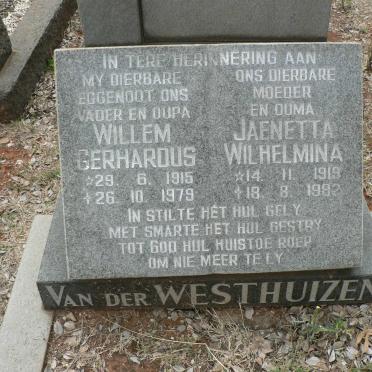 IN TERE HERINNERING AAN
MY DIERBARE
EGGENOOT ONS
VADER EN OUPA
WILLEM
GERHARDUS
*29. 6. 1915
+26. 10. 1979
ONS DIERBARE
MOEDER
EN OUMA
JAENETTA
WILHELMINA
*14. 11. 1919
+18. 8. 1992
IN STILTE HET HUL GELY
MET SMARTE HET HUL GESTRY
TOT GOD HUL HUISTOE ROEP
OM NIE MEER TE LY
VAN DER WESTHUIZEN